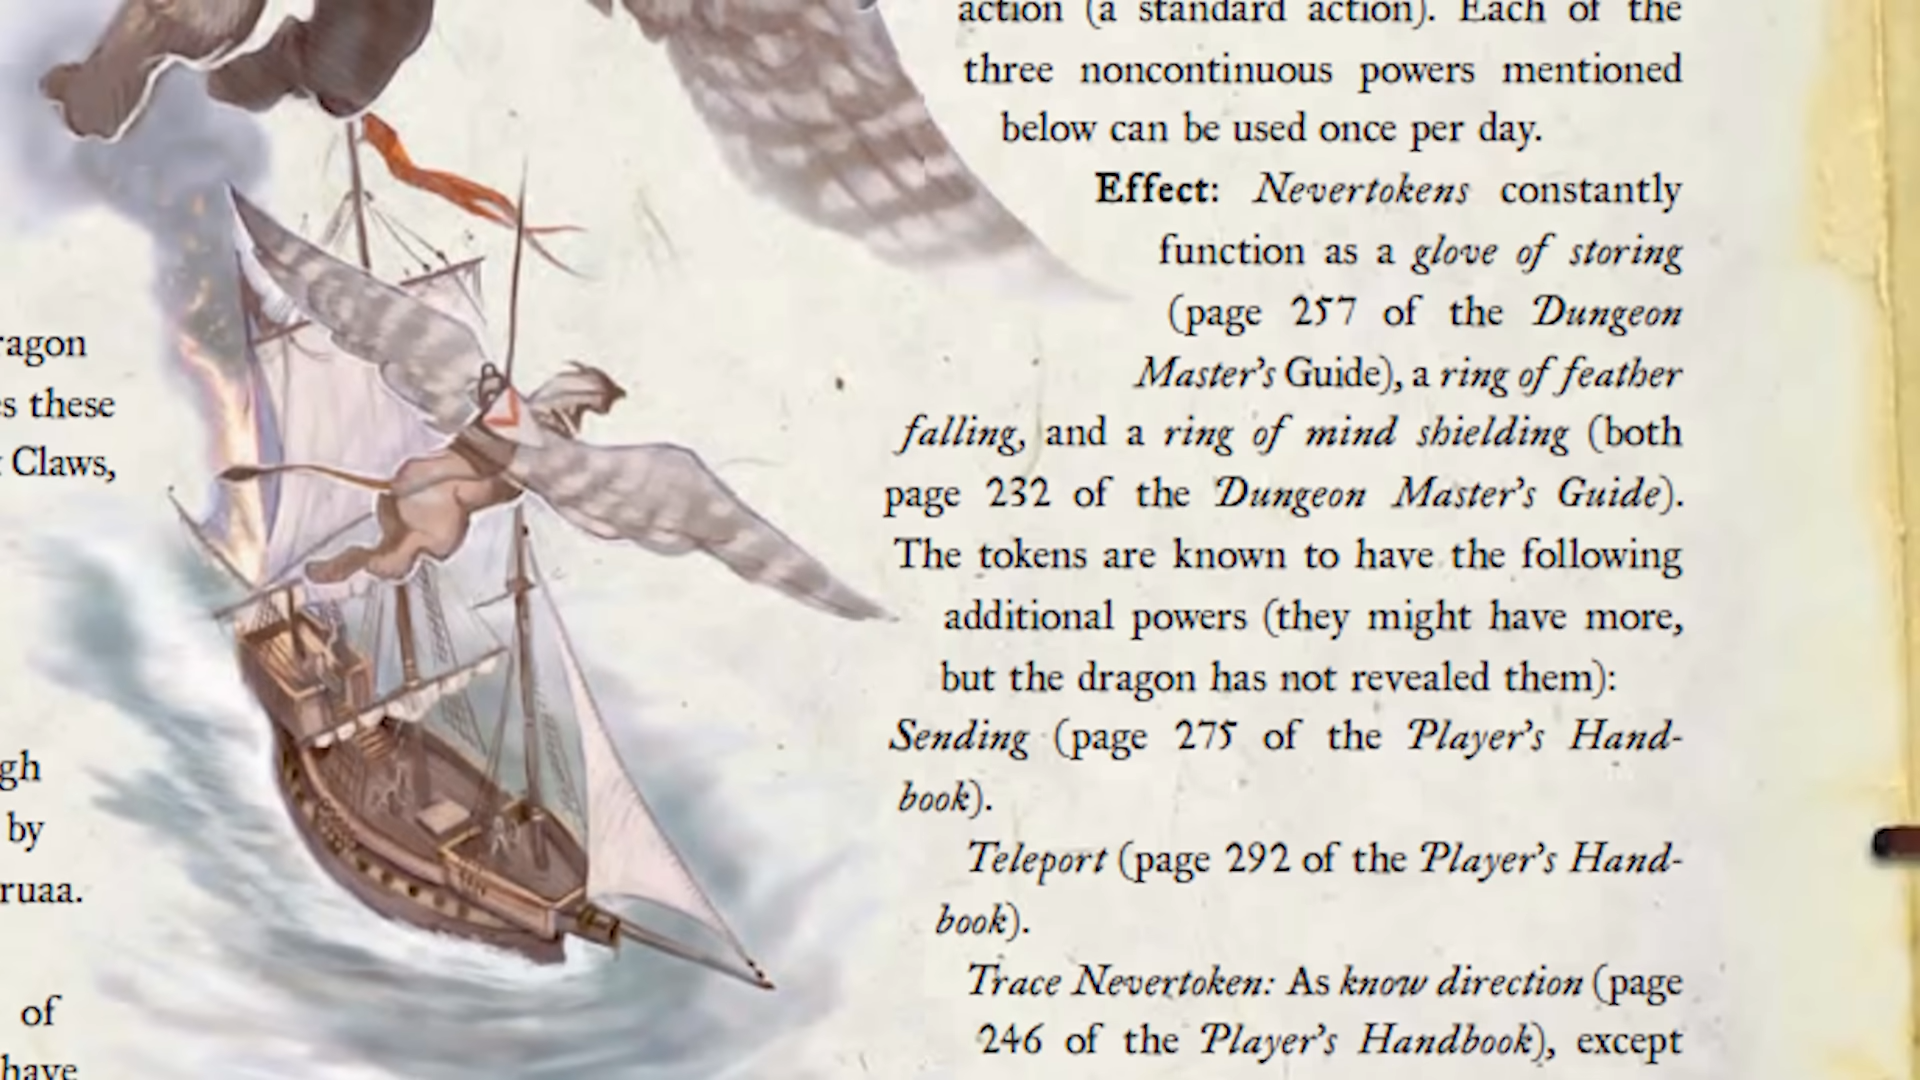 ragon
s these
Claws,
gh
by
ruaa.
of
have
action (a standard action). Each of the
three noncontinuous powers mentioned
below can be used once per day.
Effect: Nevertokens constantly
function as a glove of storing
(page 257 of the Dungeon
Master's Guide), a ring of feather
falling, and a ring of mind shielding (both
page 232 of the Dungeon Master's Guide).
The tokens are known to have the following
additional powers (they might have more,
but the dragon has not revealed them):
Sending (page 275 of the Player's Hand-
book).
Teleport (page 292 of the Player's Hand-
book).
Trace Nevertoken: As know direction (page
246 of the Player's Handbook), except